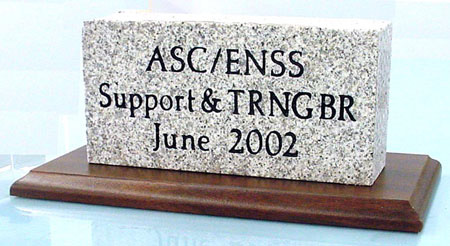 ASC/ENSS
Support & TRNG BR
June 2002